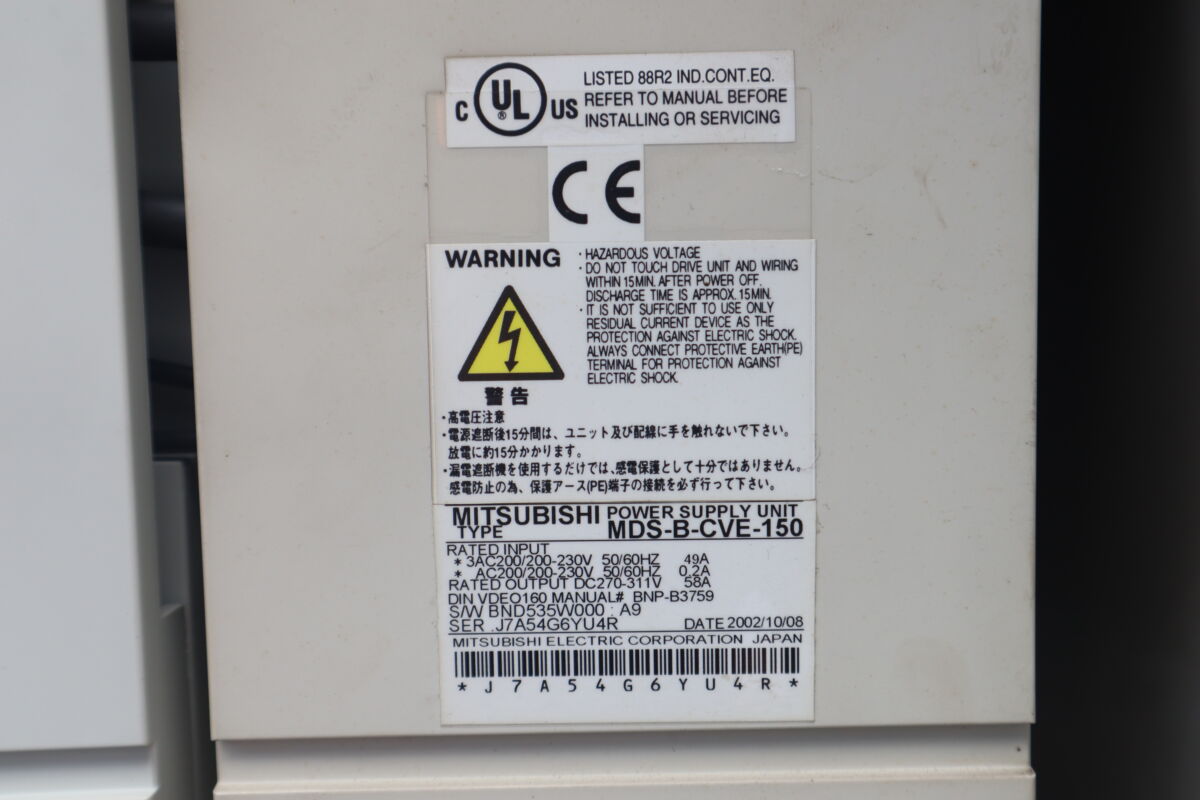 C UL ® US
LISTED 88R2 IND.CONT.EQ.
REFER TO MANUAL BEFORE
INSTALLING OR SERVICING
CE
WARNING
・HAZARDOUS VOLTAGE
・DO NOT TOUCH DRIVE UNIT AND WIRING
WITHIN 15MIN. AFTER POWER OFF.
DISCHARGE TIME IS APPROX. 15MIN.
・IT IS NOT SUFFICIENT TO USE ONLY
RESIDUAL CURRENT DEVICE AS THE
PROTECTION AGAINST ELECTRIC SHOCK.
ALWAYS CONNECT PROTECTIVE EARTH(PE)
TERMINAL FOR PROTECTION AGAINST
ELECTRIC SHOCK.
警告
・高電圧注意
・電源遮断後15分間は、ユニット及び配線に手を触れないで下さい。
放電に約15分かかります。
・漏電遮断機を使用するだけでは、感電保護として十分ではありません。
感電防止の為、保護アース(PE)端子の接続を必ず行って下さい。
MITSUBISHI POWER SUPPLY UNIT
TYPE MDS-B-CVE-150
RATED INPUT
* 3AC200/200-230V 50/60HZ 49A
* AC200/200-230V 50/60HZ 0.2A
RATED OUTPUT DC270-311V 58A
DIN VDE0160 MANUAL# BNP-B3759
S/W BND535W000 : A9
SER .J7A54G6YU4R DATE 2002/10/08
MITSUBISHI ELECTRIC CORPORATION JAPAN
*J7A54G6YU4R*